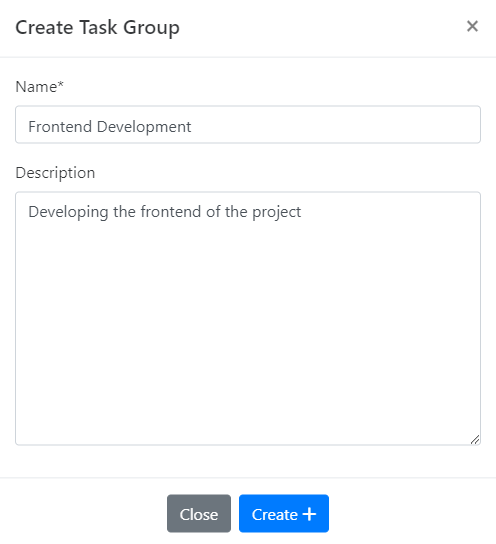 Create Task Group ×
Name*
Frontend Development
Description
Developing the frontend of the project
Close Create +